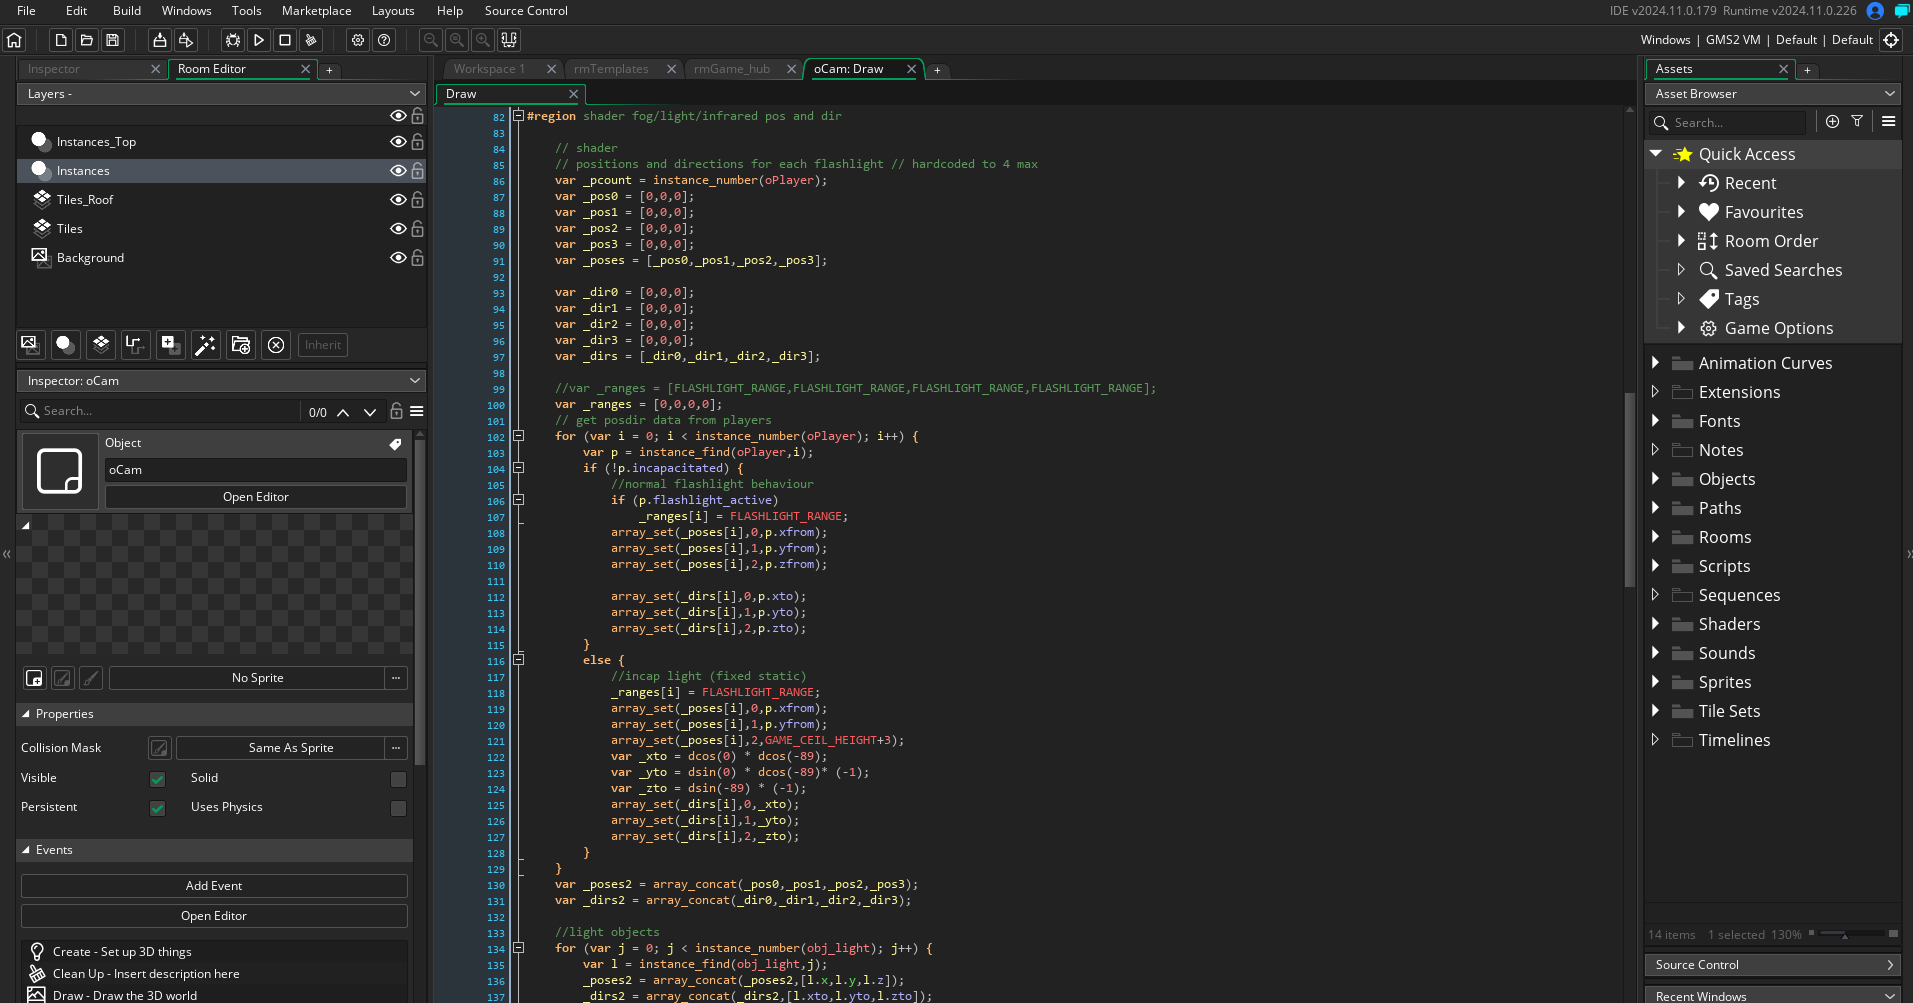 File Edit Build Windows Tools Marketplace Layouts Help Source Control
IDE v2024.11.0.179 Runtime v2024.11.0.226
Windows | GMS2 VM | Default | Default
Inspector
Room Editor
+
Layers -
Instances_Top
Instances
Tiles_Roof
Tiles
Background
Inherit
Inspector: oCam
Search...
0/0
Object
oCam
Open Editor
No Sprite
...
Properties
Collision Mask
Same As Sprite
...
Visible
Solid
Persistent
Uses Physics
Events
Add Event
Open Editor
Create - Set up 3D things
Clean Up - Insert description here
Draw - Draw the 3D world
Workspace 1
rmTemplates
rmGame_hub
oCam: Draw
+
Draw
82 #region shader fog/light/infrared pos and dir
83
84 // shader
85 // positions and directions for each flashlight // hardcoded to 4 max
86 var _pcount = instance_number(oPlayer);
87 var _pos0 = [0,0,0];
88 var _pos1 = [0,0,0];
89 var _pos2 = [0,0,0];
90 var _pos3 = [0,0,0];
91 var _poses = [_pos0,_pos1,_pos2,_pos3];
92
93 var _dir0 = [0,0,0];
94 var _dir1 = [0,0,0];
95 var _dir2 = [0,0,0];
96 var _dir3 = [0,0,0];
97 var _dirs = [_dir0,_dir1,_dir2,_dir3];
98
99 //var _ranges = [FLASHLIGHT_RANGE,FLASHLIGHT_RANGE,FLASHLIGHT_RANGE,FLASHLIGHT_RANGE];
100 var _ranges = [0,0,0,0];
101 // get posdir data from players
102 for (var i = 0; i < instance_number(oPlayer); i++) {
103 var p = instance_find(oPlayer,i);
104 if (!p.incapacitated) {
105 //normal flashlight behaviour
106 if (p.flashlight_active)
107 _ranges[i] = FLASHLIGHT_RANGE;
108 array_set(_poses[i],0,p.xfrom);
109 array_set(_poses[i],1,p.yfrom);
110 array_set(_poses[i],2,p.zfrom);
111
112 array_set(_dirs[i],0,p.xto);
113 array_set(_dirs[i],1,p.yto);
114 array_set(_dirs[i],2,p.zto);
115 }
116 else {
117 //incap light (fixed static)
118 _ranges[i] = FLASHLIGHT_RANGE;
119 array_set(_poses[i],0,p.xfrom);
120 array_set(_poses[i],1,p.yfrom);
121 array_set(_poses[i],2,GAME_CEIL_HEIGHT+3);
122 var _xto = dcos(0) * dcos(-89);
123 var _yto = dsin(0) * dcos(-89)* (-1);
124 var _zto = dsin(-89) * (-1);
125 array_set(_dirs[i],0,_xto);
126 array_set(_dirs[i],1,_yto);
127 array_set(_dirs[i],2,_zto);
128 }
129 }
130 var _poses2 = array_concat(_pos0,_pos1,_pos2,_pos3);
131 var _dirs2 = array_concat(_dir0,_dir1,_dir2,_dir3);
132
133 //light objects
134 for (var j = 0; j < instance_number(obj_light); j++) {
135 var l = instance_find(obj_light,j);
136 _poses2 = array_concat(_poses2,[l.x,l.y,l.z]);
137 _dirs2 = array_concat(_dirs2,[l.xto,l.yto,l.zto]);
Assets
+
Asset Browser
Search...
Quick Access
Recent
Favourites
Room Order
Saved Searches
Tags
Game Options
Animation Curves
Extensions
Fonts
Notes
Objects
Paths
Rooms
Scripts
Sequences
Shaders
Sounds
Sprites
Tile Sets
Timelines
14 items 1 selected 130%
Source Control
Recent Windows